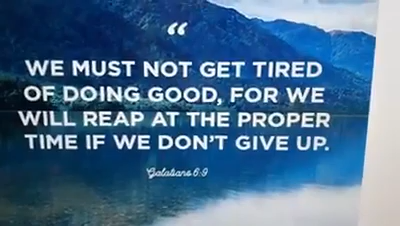 “
WE MUST NOT GET TIRED
OF DOING GOOD, FOR WE
WILL REAP AT THE PROPER
TIME IF WE DON'T GIVE UP.
Galatians 6:9